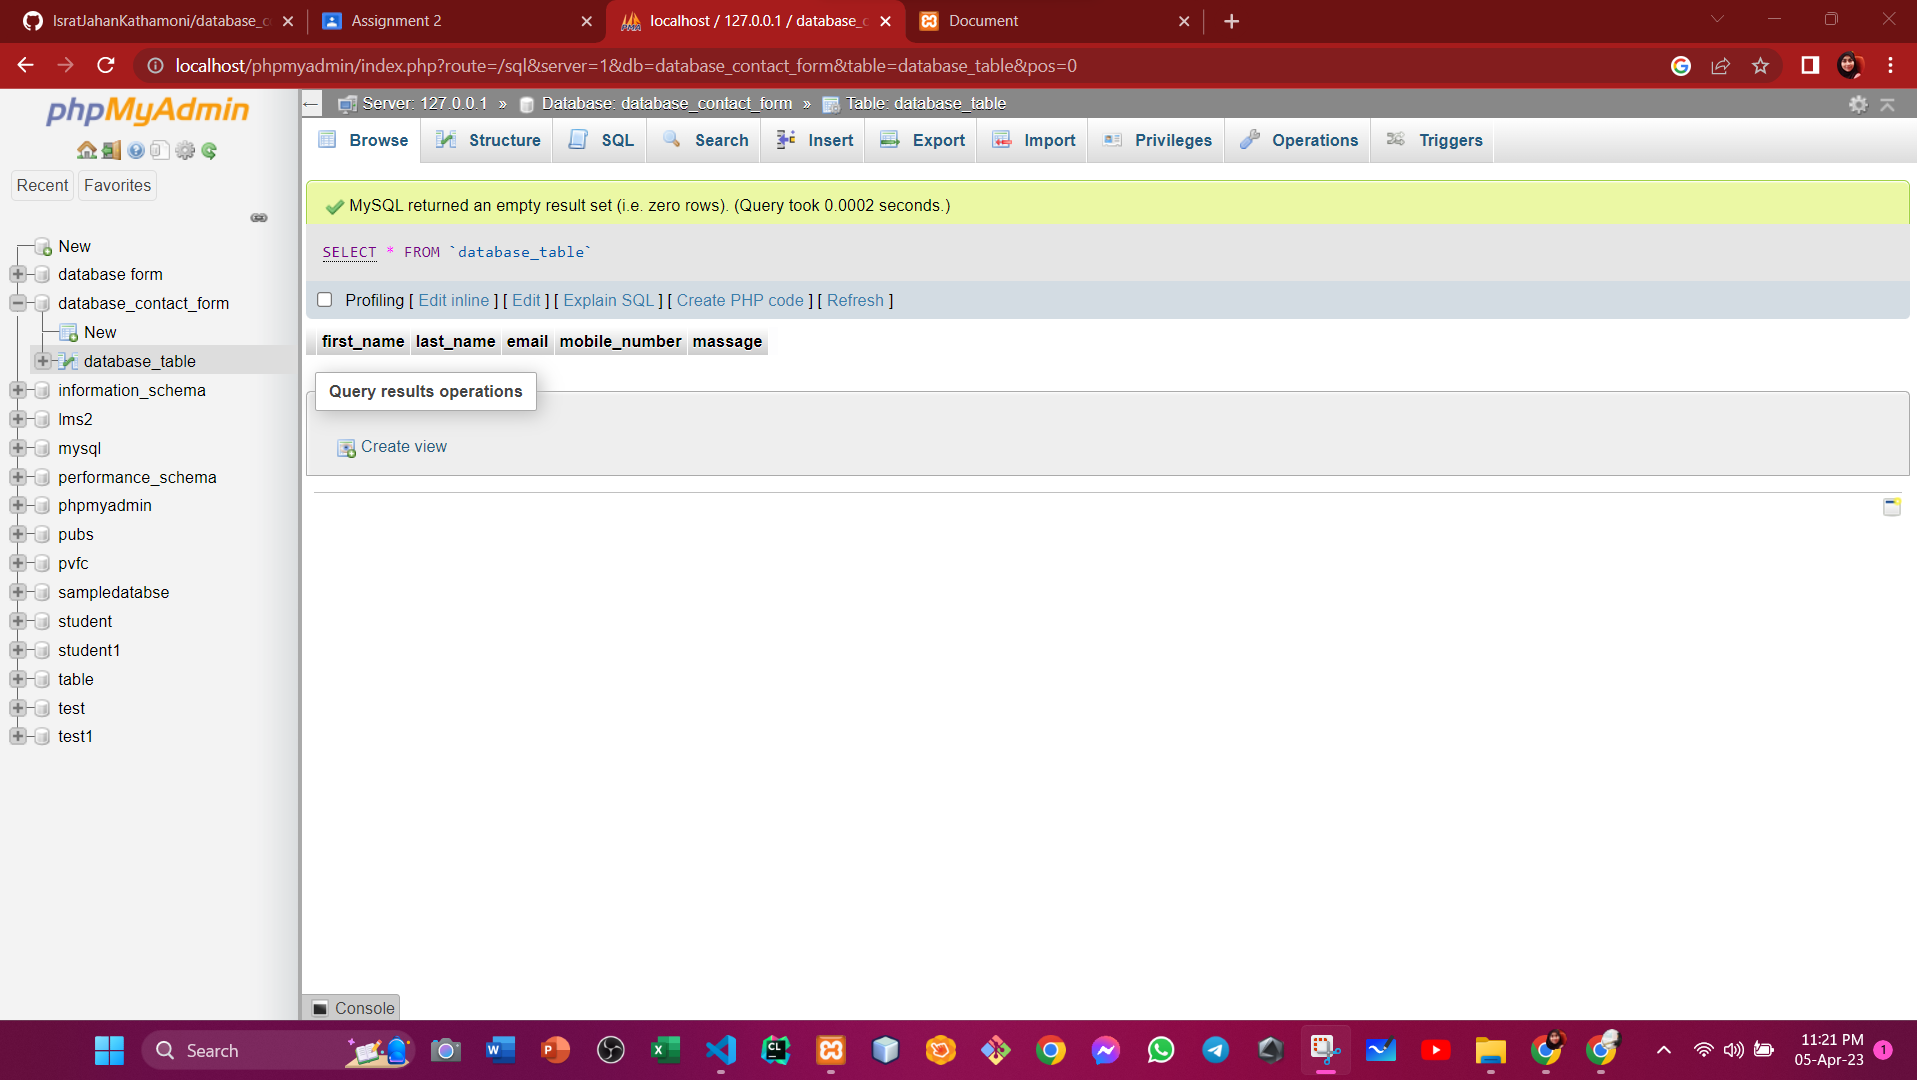 IsratJahanKathamoni/database_c
Assignment 2
localhost / 127.0.0.1 / database_c
Document
localhost/phpmyadmin/index.php?route=/sql&server=1&db=database_contact_form&table=database_table&pos=0
phpMyAdmin
Recent
Favorites
New
database form
database_contact_form
New
database_table
information_schema
lms2
mysql
performance_schema
phpmyadmin
pubs
pvfc
sampledatabse
student
student1
table
test
test1
Server: 127.0.0.1 » Database: database_contact_form » Table: database_table
Browse Structure SQL Search Insert Export Import Privileges Operations Triggers
MySQL returned an empty result set (i.e. zero rows). (Query took 0.0002 seconds.)
SELECT * FROM `database_table`
Profiling [ Edit inline ] [ Edit ] [ Explain SQL ] [ Create PHP code ] [ Refresh ]
first_name last_name email mobile_number massage
Query results operations
Create view
Console
Search
11:21 PM
05-Apr-23
1